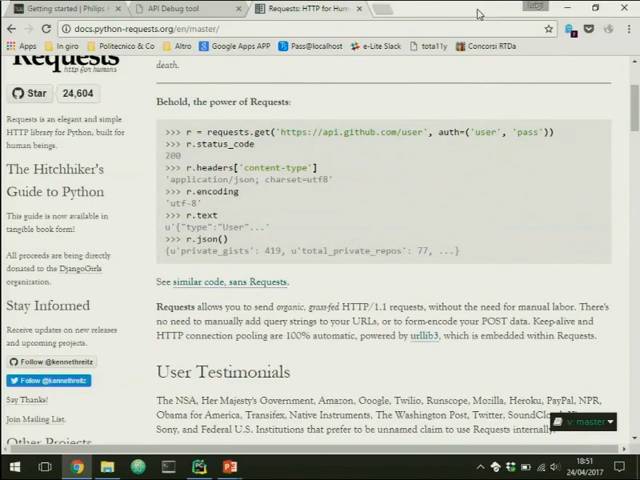 Getting started | Philips
API Debug tool
Requests: HTTP for Hum
docs.python-requests.org/en/master/
Apps
In giro
Politecnico & Co
Altro
Google Apps APP
Pass@localhost
e-Lite Slack
tota11y
Concorsi RTDa
Requests
http for humans
Star 24,604
Requests is an elegant and simple
HTTP library for Python, built for
human beings.
The Hitchhiker's
Guide to Python
This guide is now available in
tangible book form!
All proceeds are being directly
donated to the DjangoGirls
organization.
Stay Informed
Receive updates on new releases
and upcoming projects.
Follow @kennethreitz
Follow @kennethreitz
Say Thanks!
Join Mailing List.
Other Projects
death.
Behold, the power of Requests:
>>> r = requests.get('https://api.github.com/user', auth=('user', 'pass'))
>>> r.status_code
200
>>> r.headers['content-type']
'application/json; charset=utf8'
>>> r.encoding
'utf-8'
>>> r.text
u'{"type":"User"...'
>>> r.json()
{u'private_gists': 419, u'total_private_repos': 77, ...}
See similar code, sans Requests.
Requests allows you to send organic, grass-fed HTTP/1.1 requests, without the need for manual labor. There's
no need to manually add query strings to your URLs, or to form-encode your POST data. Keep-alive and
HTTP connection pooling are 100% automatic, powered by urllib3, which is embedded within Requests.
User Testimonials
The NSA, Her Majesty's Government, Amazon, Google, Twilio, Runscope, Mozilla, Heroku, PayPal, NPR,
Obama for America, Transifex, Native Instruments, The Washington Post, Twitter, SoundCloud,
Sony, and Federal U.S. Institutions that prefer to be unnamed claim to use Requests internally.
v: master
18:51
24/04/2017